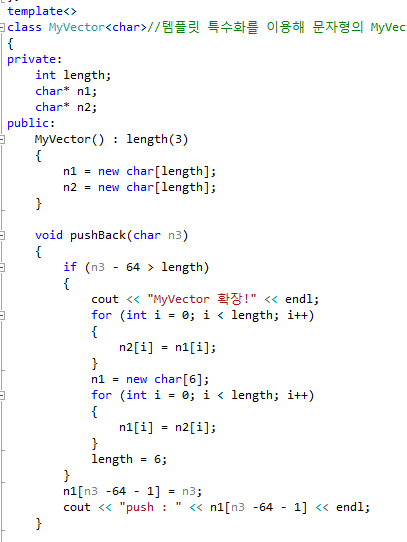 template<>
class MyVector<char>//템플릿 특수화를 이용해 문자형의
{
private:
    int length;
    char* n1;
    char* n2;
public:
    MyVector() : length(3)
    {
        n1 = new char[length];
        n2 = new char[length];
    }

    void pushBack(char n3)
    {
        if (n3 - 64 > length)
        {
            cout << "MyVector 확장!" << endl;
            for (int i = 0; i < length; i++)
            {
                n2[i] = n1[i];
            }
            n1 = new char[6];
            for (int i = 0; i < length; i++)
            {
                n1[i] = n2[i];
            }
            length = 6;
        }
        n1[n3 -64 - 1] = n3;
        cout << "push : " << n1[n3 -64 - 1] << endl;
    }